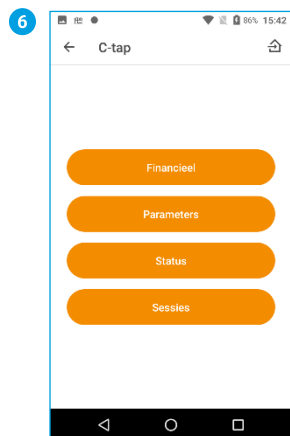 6
86% 15:42
C-tap
Financieel
Parameters
Status
Sessies